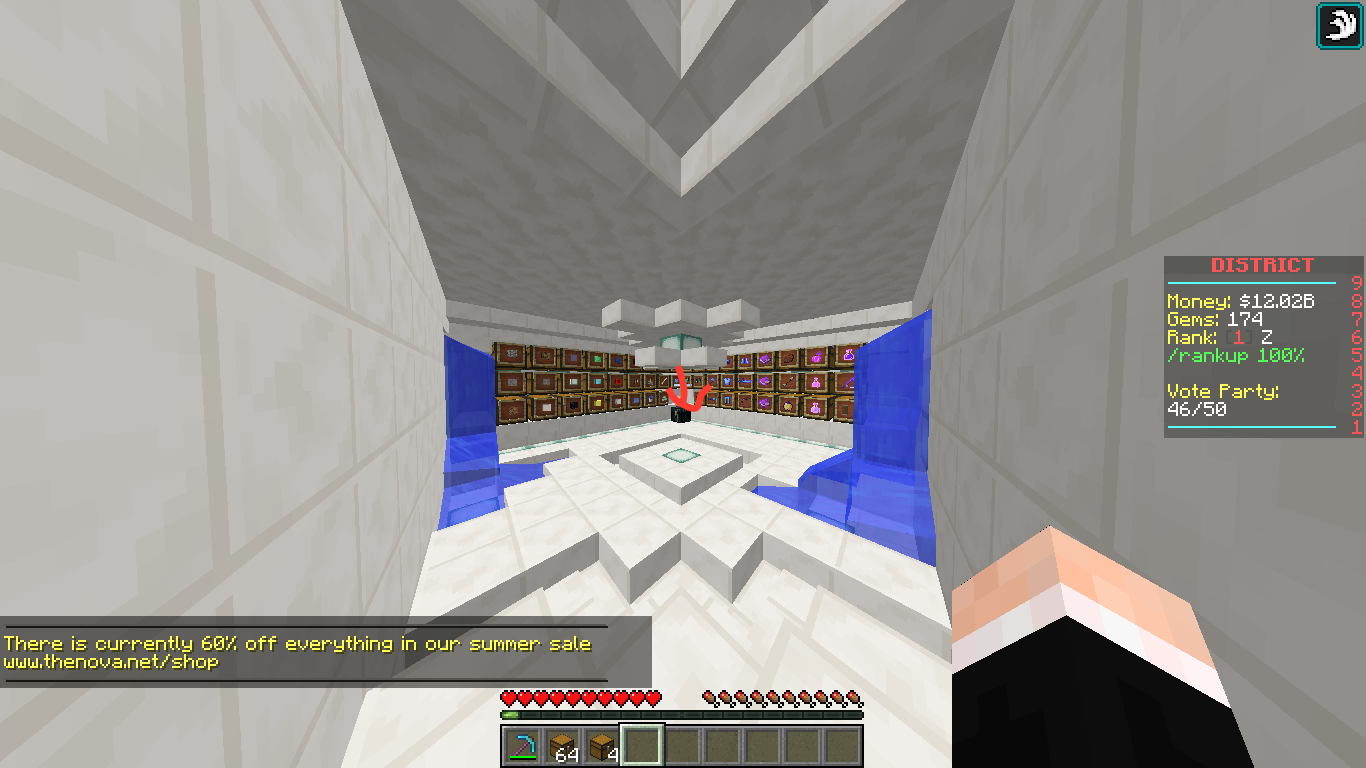 DISTRICT
9
Money: $12.02B 8
Gems: 174 7
Rank: [1] Z 6
/rankup 100% 5
4
Vote Party: 3
46/50 2
1
There is currently 60% off everything in our summer sale
www.thenova.net/shop
64
4